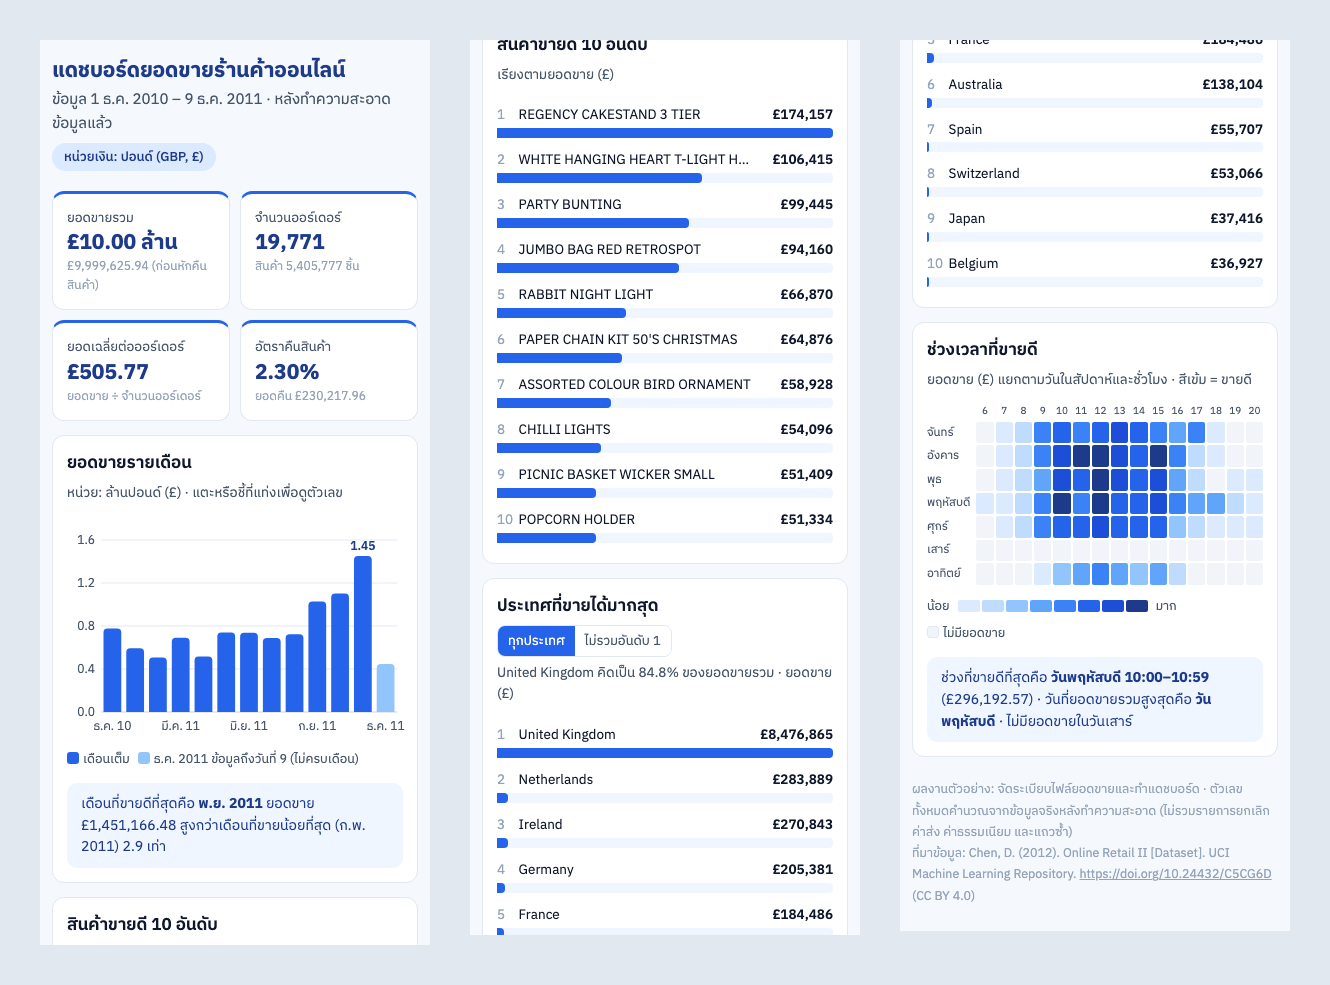 แดชบอร์ดยอดขายร้านค้าออนไลน์
ข้อมูล 1 ธ.ค. 2010 – 9 ธ.ค. 2011 · หลังทำความสะอาด
ข้อมูลแล้ว
หน่วยเงิน: ปอนด์ (GBP, £)
ยอดขายรวม
£10.00 ล้าน
£9,999,625.94 (ก่อนหักคืน
สินค้า)
จำนวนออร์เดอร์
19,771
สินค้า 5,405,777 ชิ้น
ยอดเฉลี่ยต่อออร์เดอร์
£505.77
ยอดขาย ÷ จำนวนออร์เดอร์
อัตราคืนสินค้า
2.30%
ยอดคืน £230,217.96
ยอดขายรายเดือน
หน่วย: ล้านปอนด์ (£) · แตะหรือชี้ที่แท่งเพื่อดูตัวเลข
1.6
1.45
1.2
0.8
0.4
0.0
ธ.ค. 10 มี.ค. 11 มิ.ย. 11 ก.ย. 11 ธ.ค. 11
เดือนเต็ม ธ.ค. 2011 ข้อมูลถึงวันที่ 9 (ไม่ครบเดือน)
เดือนที่ขายดีที่สุดคือ พ.ย. 2011 ยอดขาย
£1,451,166.48 สูงกว่าเดือนที่ขายน้อยที่สุด (ก.พ.
2011) 2.9 เท่า
สินค้าขายดี 10 อันดับ
สินค้าขายดี 10 อันดับ
เรียงตามยอดขาย (£)
1 REGENCY CAKESTAND 3 TIER £174,157
2 WHITE HANGING HEART T-LIGHT H... £106,415
3 PARTY BUNTING £99,445
4 JUMBO BAG RED RETROSPOT £94,160
5 RABBIT NIGHT LIGHT £66,870
6 PAPER CHAIN KIT 50'S CHRISTMAS £64,876
7 ASSORTED COLOUR BIRD ORNAMENT £58,928
8 CHILLI LIGHTS £54,096
9 PICNIC BASKET WICKER SMALL £51,409
10 POPCORN HOLDER £51,334
ประเทศที่ขายได้มากสุด
ทุกประเทศ ไม่รวมอันดับ 1
United Kingdom คิดเป็น 84.8% ของยอดขายรวม · ยอดขาย
(£)
1 United Kingdom £8,476,865
2 Netherlands £283,889
3 Ireland £270,843
4 Germany £205,381
5 France £184,486
5 France £184,486
6 Australia £138,104
7 Spain £55,707
8 Switzerland £53,066
9 Japan £37,416
10 Belgium £36,927
ช่วงเวลาที่ขายดี
ยอดขาย (£) แยกตามวันในสัปดาห์และชั่วโมง · สีเข้ม = ขายดี
6 7 8 9 10 11 12 13 14 15 16 17 18 19 20
จันทร์
อังคาร
พุธ
พฤหัสบดี
ศุกร์
เสาร์
อาทิตย์
น้อย มาก
ไม่มียอดขาย
ช่วงที่ขายดีที่สุดคือ วันพฤหัสบดี 10:00–10:59
(£296,192.57) · วันที่ยอดขายรวมสูงสุดคือ วัน
พฤหัสบดี · ไม่มียอดขายในวันเสาร์
ผลงานตัวอย่าง: จัดระเบียบไฟล์ยอดขายและทำแดชบอร์ด · ตัวเลข
ทั้งหมดคำนวณจากข้อมูลจริงหลังทำความสะอาด (ไม่รวมรายการยกเลิก
ค่าส่ง ค่าธรรมเนียม และแถวซ้ำ)
ที่มาข้อมูล: Chen, D. (2012). Online Retail II [Dataset]. UCI
Machine Learning Repository. https://doi.org/10.24432/C5CG6D
(CC BY 4.0)